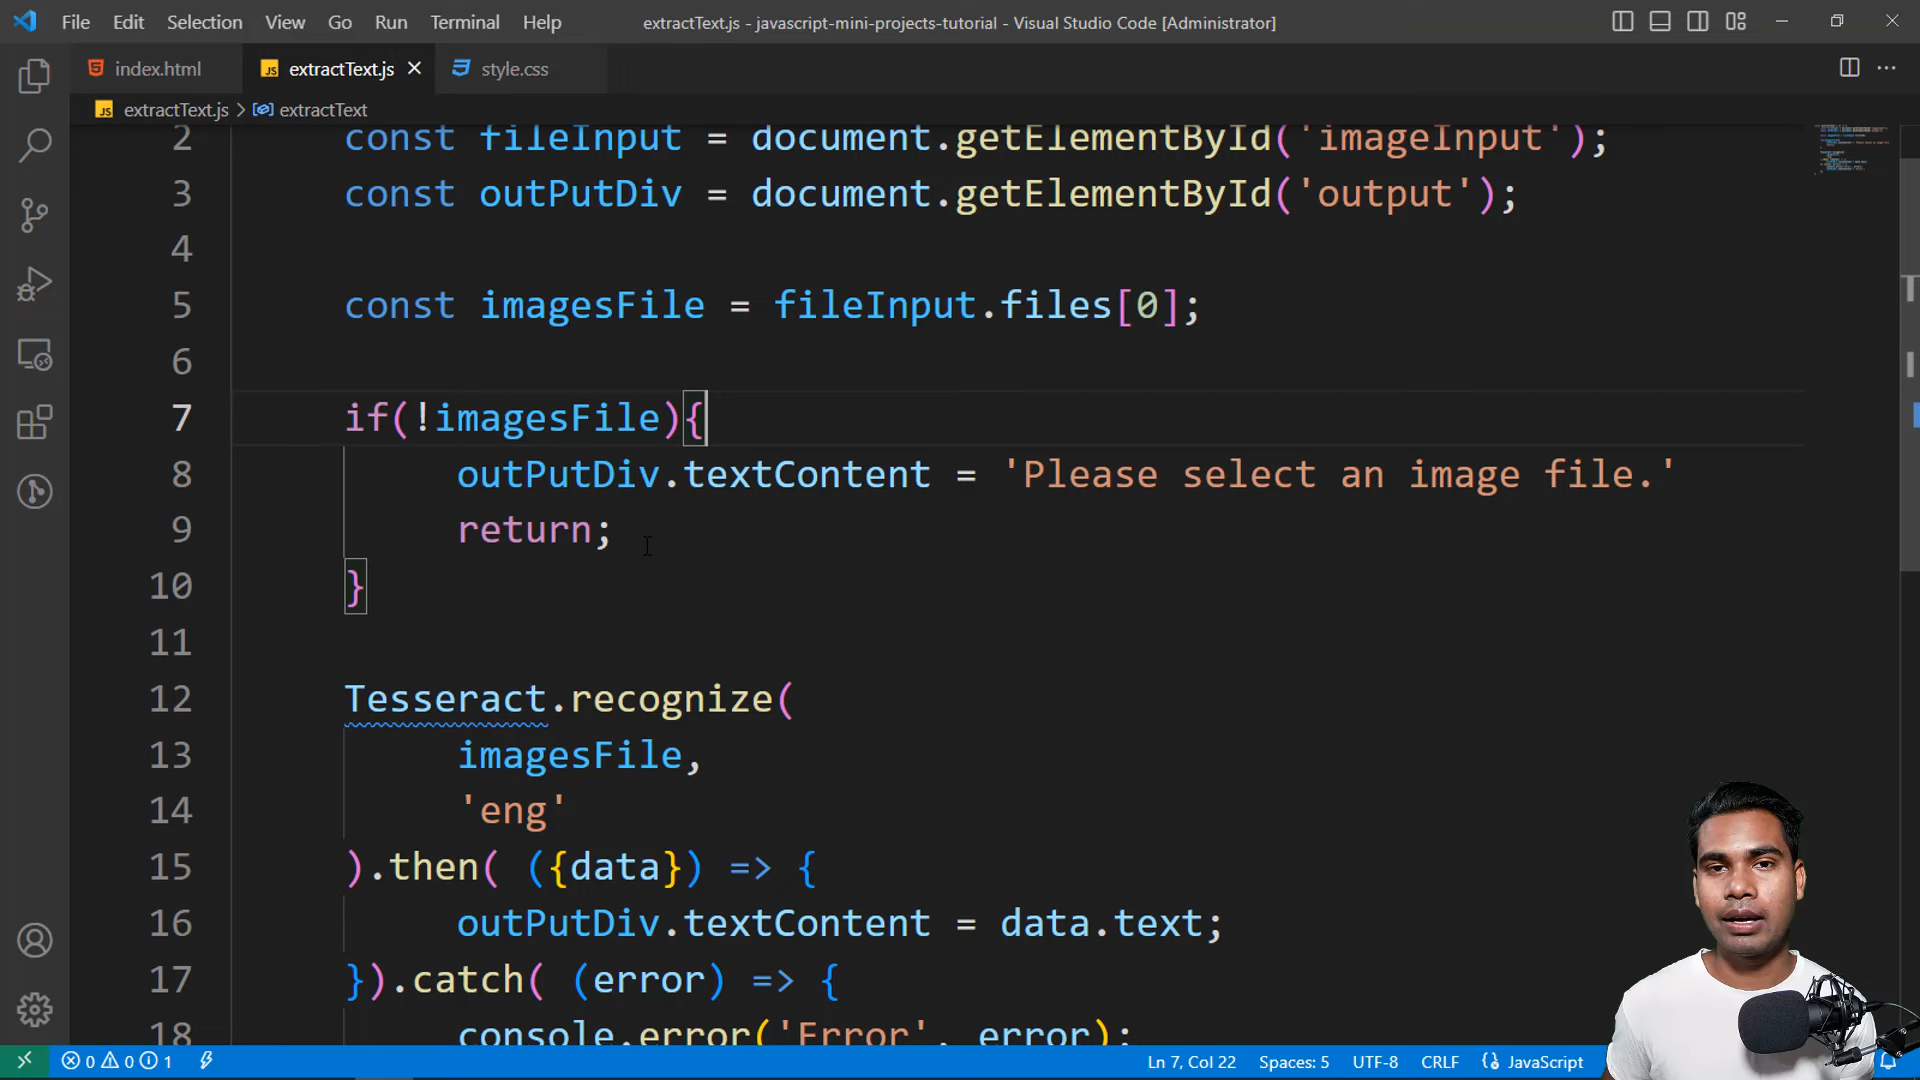 File Edit Selection View Go Run Terminal Help extractText.js - javascript-mini-projects-tutorial - Visual Studio Code [Administrator]
index.html JS extractText.js style.css
JS extractText.js > extractText
2 const fileInput = document.getElementById('imageInput');
3 const outPutDiv = document.getElementById('output');
4
5 const imagesFile = fileInput.files[0];
6
7 if(!imagesFile){
8 outPutDiv.textContent = 'Please select an image file.'
9 return;
10 }
11
12 Tesseract.recognize(
13 imagesFile,
14 'eng'
15 ).then( ({data}) => {
16 outPutDiv.textContent = data.text;
17 }).catch( (error) => {
18 console.error('Error', error);
0 0 1 Ln 7, Col 22 Spaces: 5 UTF-8 CRLF JavaScript